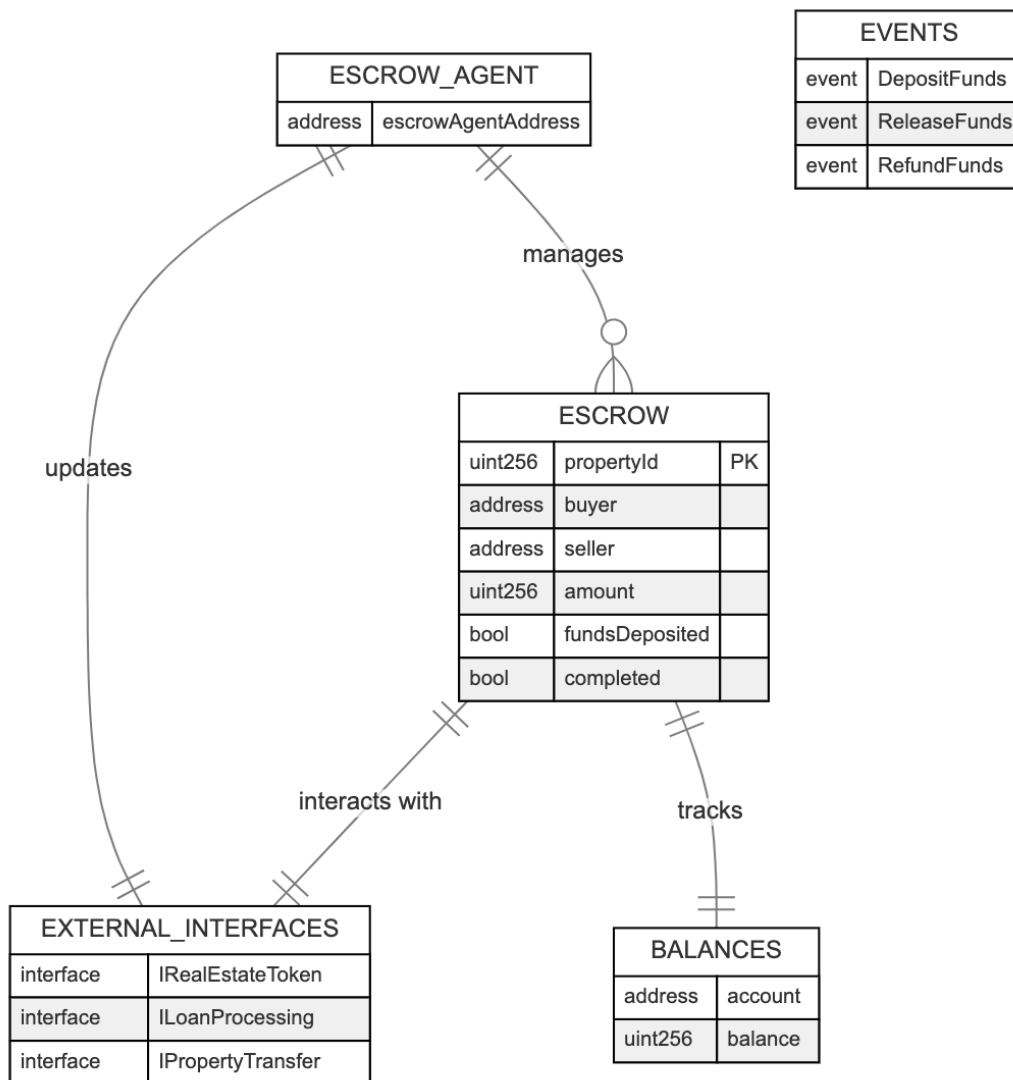 ESCROW_AGENT
address escrowAgentAddress
EVENTS
event DepositFunds
event ReleaseFunds
event RefundFunds
manages
updates
ESCROW
uint256 propertyId PK
address buyer
address seller
uint256 amount
bool fundsDeposited
bool completed
interacts with
tracks
EXTERNAL_INTERFACES
interface IRealEstateToken
interface ILoanProcessing
interface IPropertyTransfer
BALANCES
address account
uint256 balance